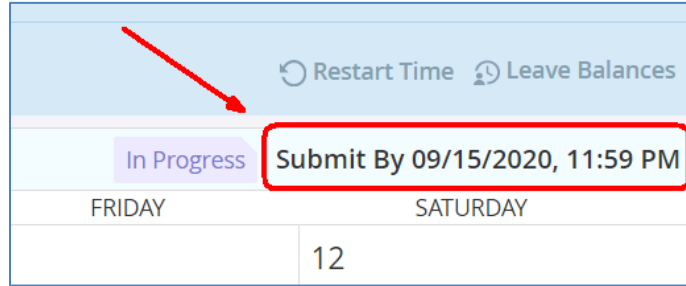 Restart Time Leave Balances
In Progress Submit By 09/15/2020, 11:59 PM
FRIDAY SATURDAY
12